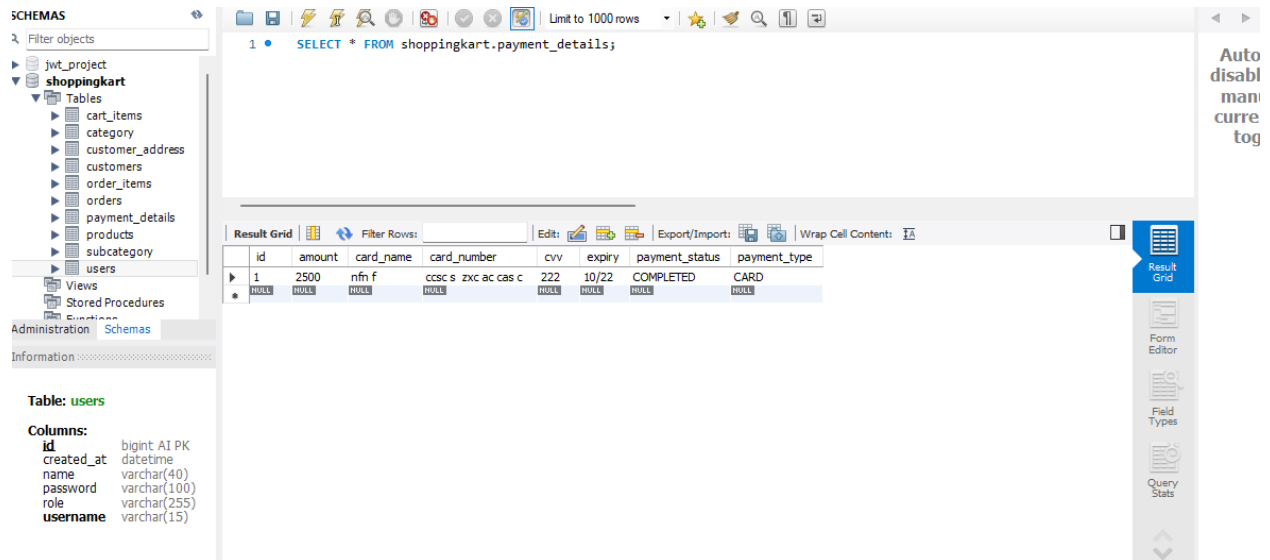 SCHEMAS
Filter objects
jwt_project
shoppingkart
Tables
cart_items
category
customer_address
customers
order_items
orders
payment_details
products
subcategory
users
Views
Stored Procedures
Functions
Administration Schemas
Information
Table: users
Columns:
id bigint AI PK
created_at datetime
name varchar(40)
password varchar(100)
role varchar(255)
username varchar(15)
Limit to 1000 rows
1 SELECT * FROM shoppingkart.payment_details;
Result Grid Filter Rows: Edit: Export/Import: Wrap Cell Content:
id amount card_name card_number cvv expiry payment_status payment_type
1 2500 nfn f ccsc s zxc ac cas c 222 10/22 COMPLETED CARD
NULL NULL NULL NULL NULL NULL NULL NULL
Result
Grid
Form
Editor
Field
Types
Query
Stats
Auto
disabl
man
curre
tog